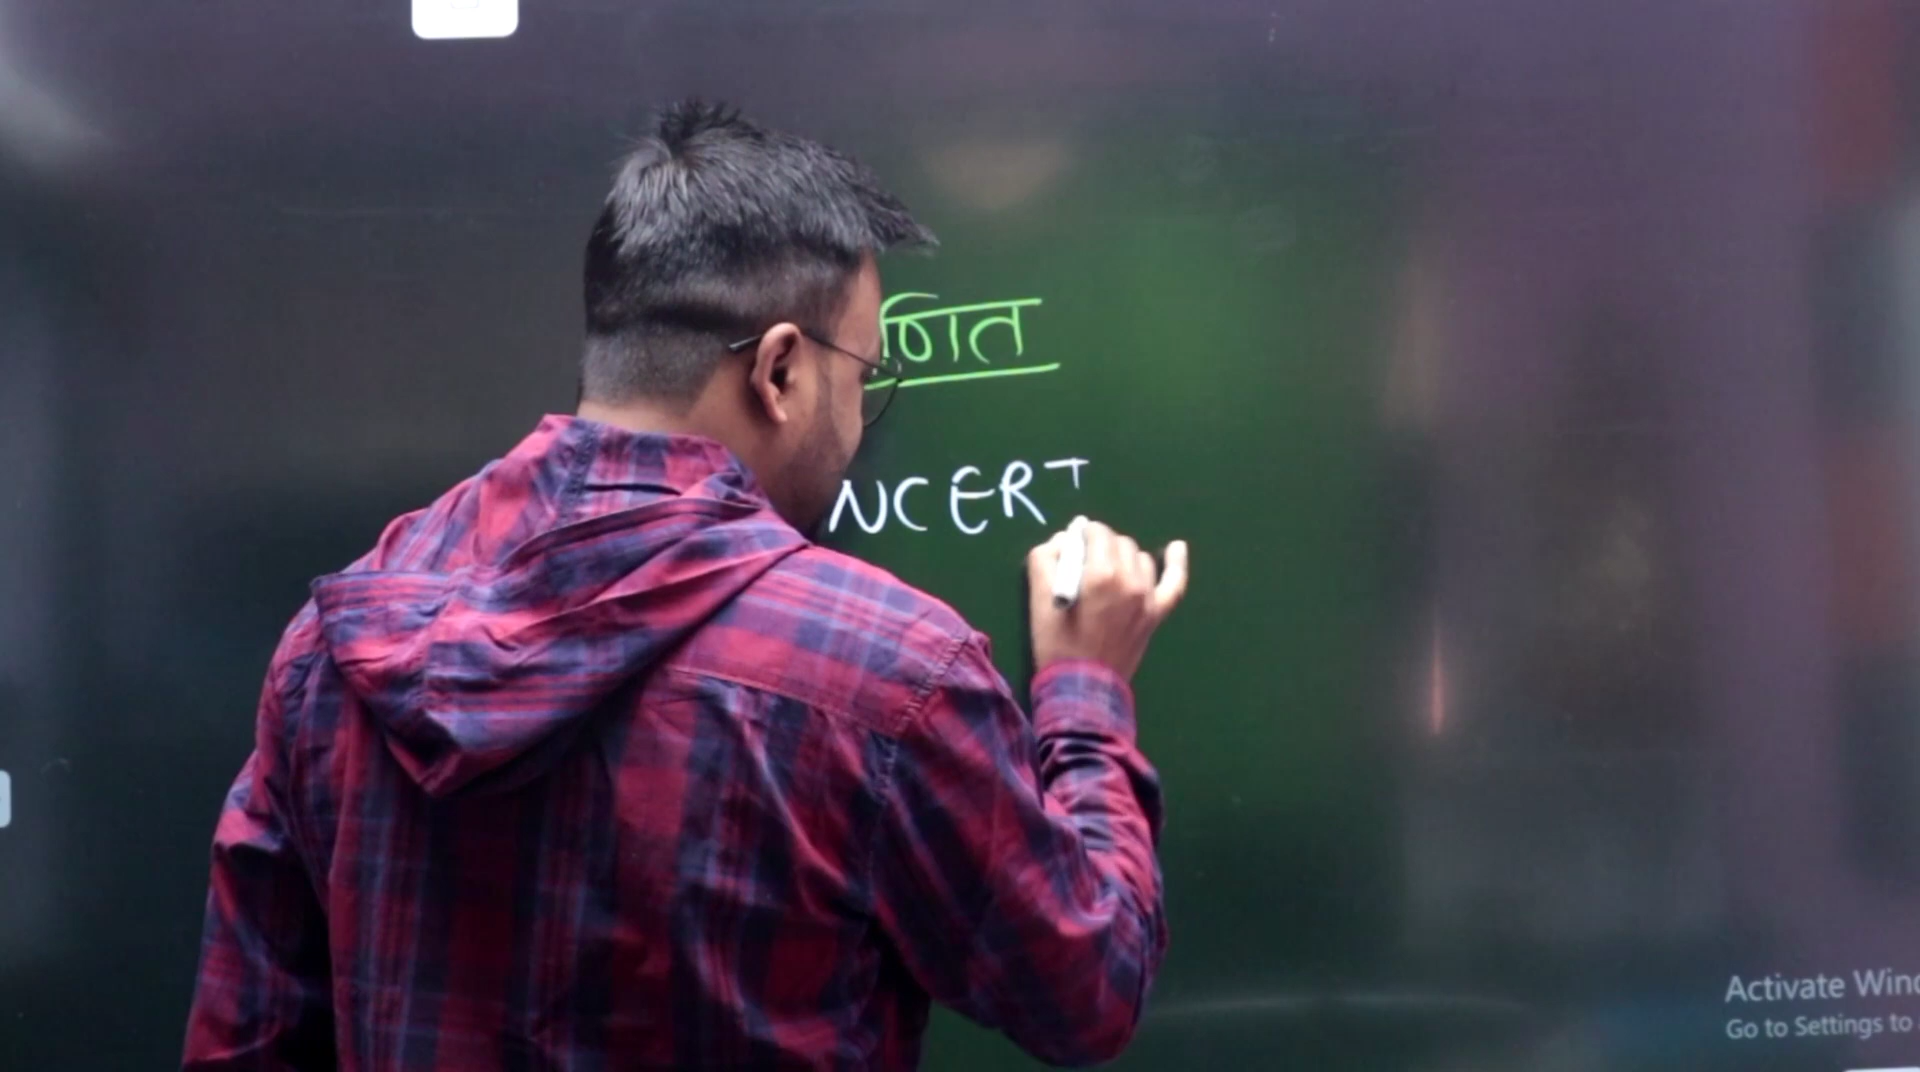 णित
NCERT
Activate Wind
Go to Settings to